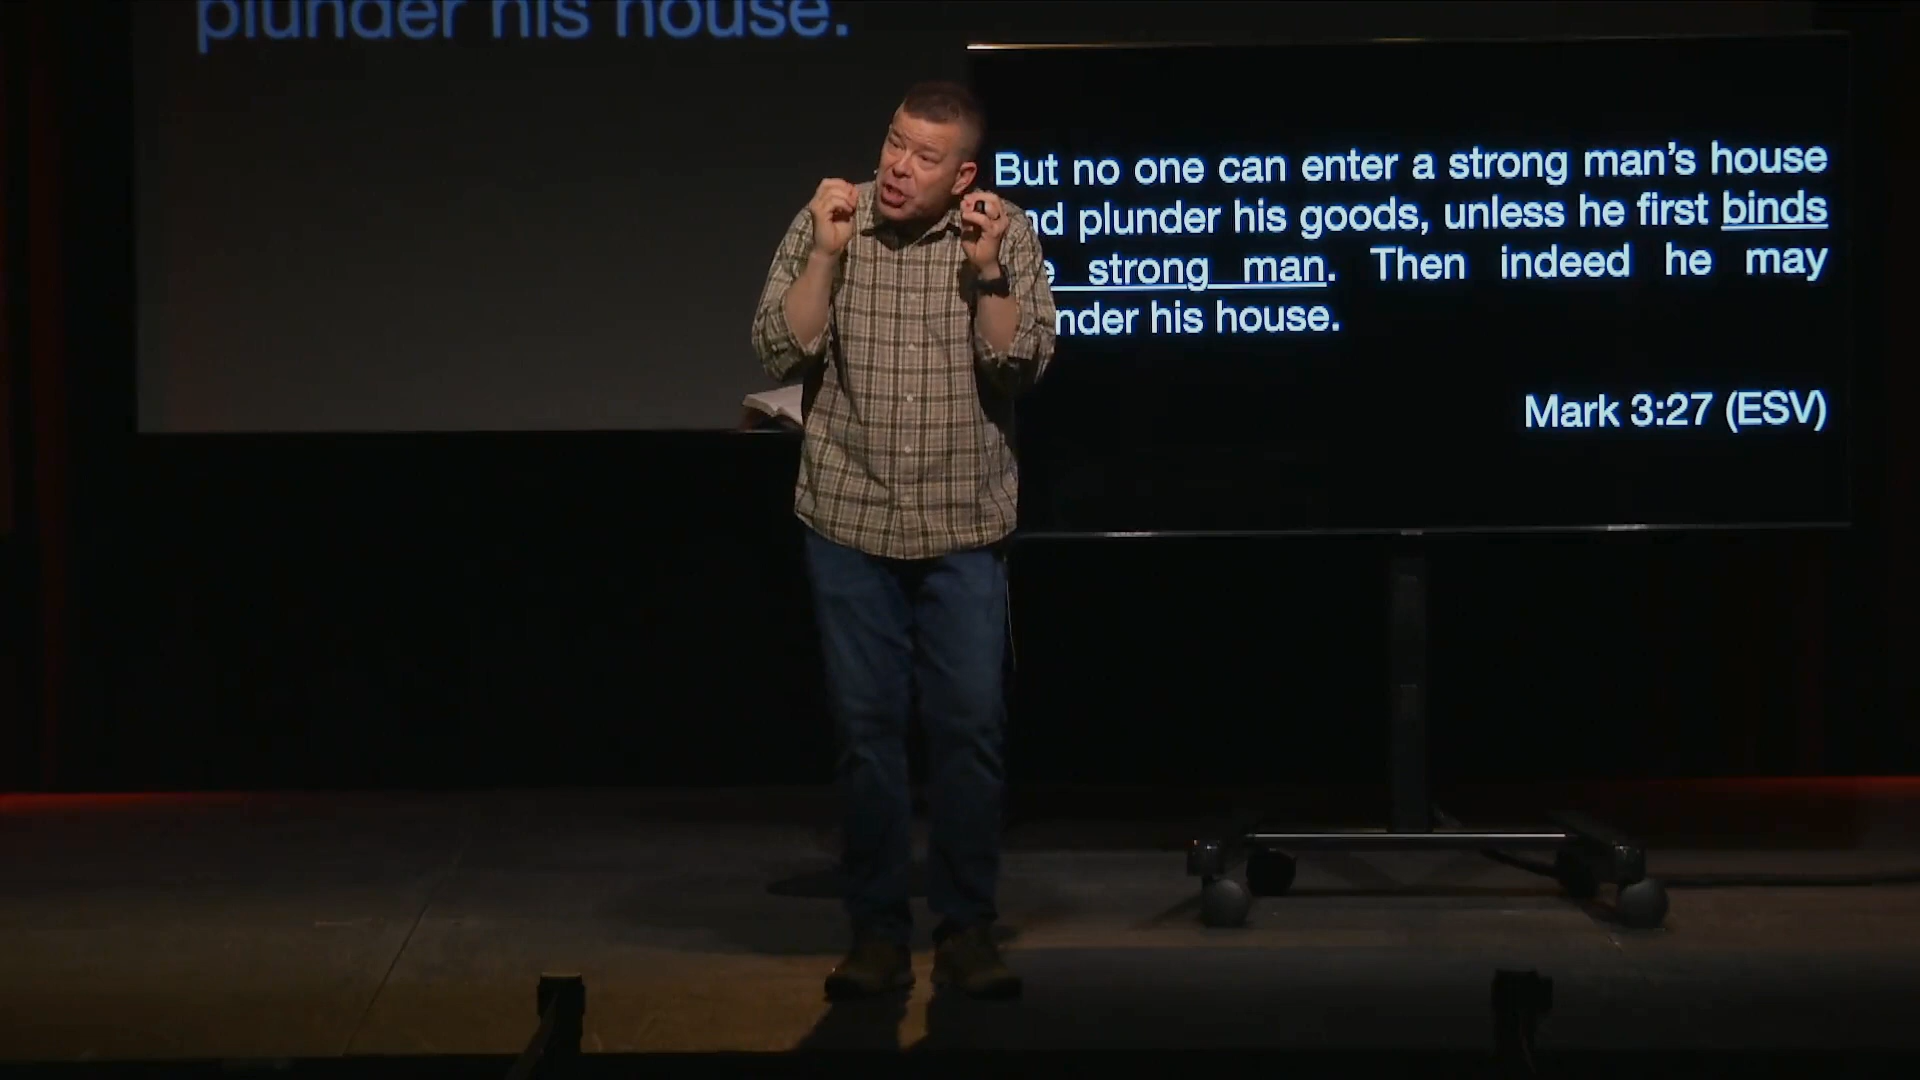 plunder his house.
But no one can enter a strong man's house
nd plunder his goods, unless he first binds
e strong man. Then indeed he may
nder his house.
Mark 3:27 (ESV)